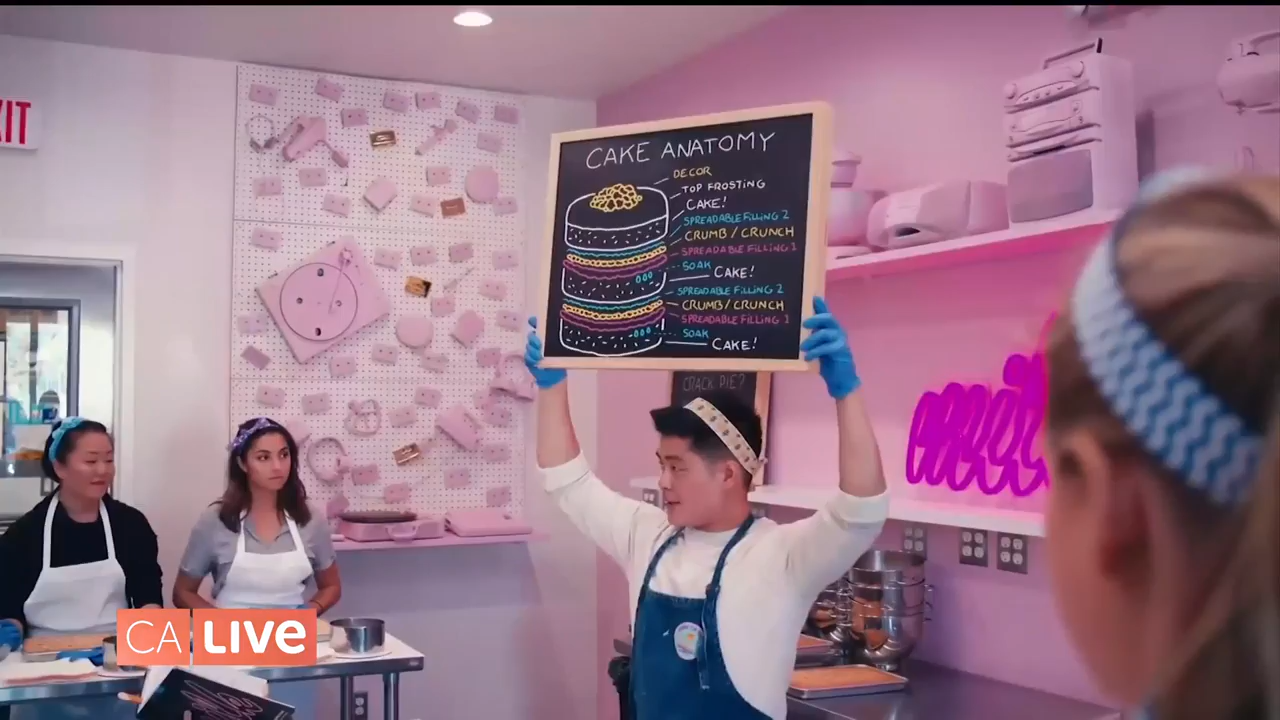 XIT
CAKE ANATOMY
DECOR
TOP FROSTING
CAKE!
SPREADABLE FILLING 2
CRUMB / CRUNCH
SPREADABLE FILLING 1
SOAK
CAKE!
SPREADABLE FILLING 2
CRUMB/CRUNCH
SPREADABLE FILLING 1
SOAK
CAKE!
CRACK PIE?
CA LIVE